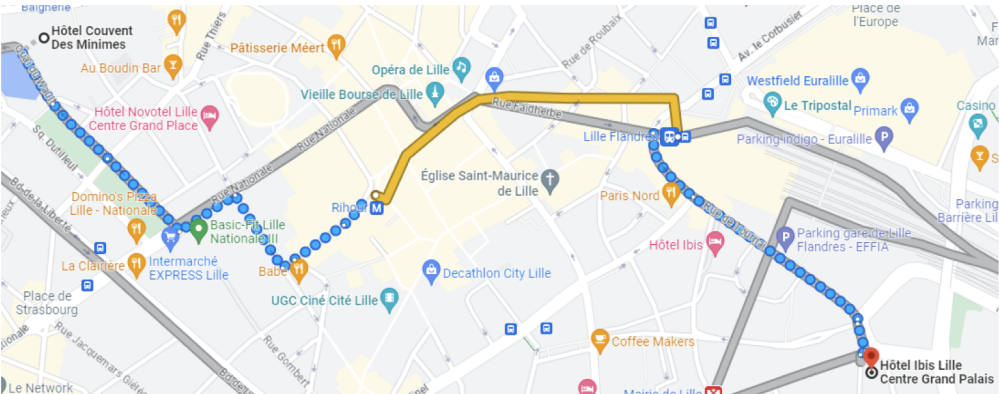 Baignerie
Hôtel Couvent
Des Minimes
Rue Thiers
Pâtisserie Méert
Au Boudin Bar
Opéra de Lille
Vieille Bourse de Lille
Rue de Roubaix
Av. le Corbusier
Place de
l'Europe
Westfield Euralille
Le Tripostal
Primark
Casino
Hôtel Novotel Lille
Centre Grand Place
Sq. Dutilleul
Rue Nationale
Rue Faidherbe
Lille Flandres
Parking-indigo - Euralille
Bd-de-la-Liberté
Rue Nationale
Domino's Pizza
Lille - Nationale
Rihour
M
Église Saint-Maurice
de Lille
Paris Nord
Rue de Tournai
Parking
Barrière Lil
Basic-Fit Lille
Nationale III
Hôtel Ibis
Parking gare de Lille
Flandres - EFFIA
La Clairière
Intermarché
EXPRESS Lille
Babe
Decathlon City Lille
Place de
Strasbourg
UGC Ciné Cité Lille
Rue Jacquemars Giélée
Rue Gombert
Coffee Makers
Hôtel Ibis Lille
Centre Grand Palais
Le Network
Mairie de Lille